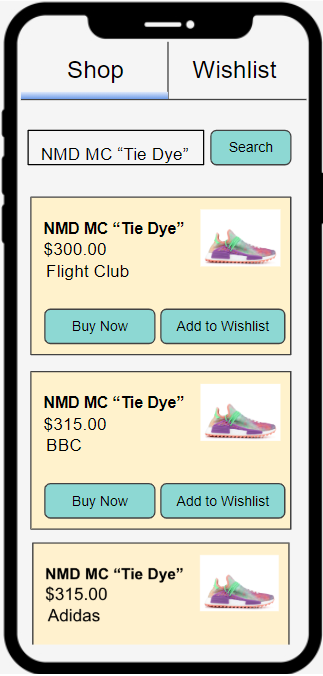 Shop Wishlist
NMD MC “Tie Dye” Search
NMD MC “Tie Dye”
$300.00
Flight Club
Buy Now Add to Wishlist
NMD MC “Tie Dye”
$315.00
BBC
Buy Now Add to Wishlist
NMD MC “Tie Dye”
$315.00
Adidas